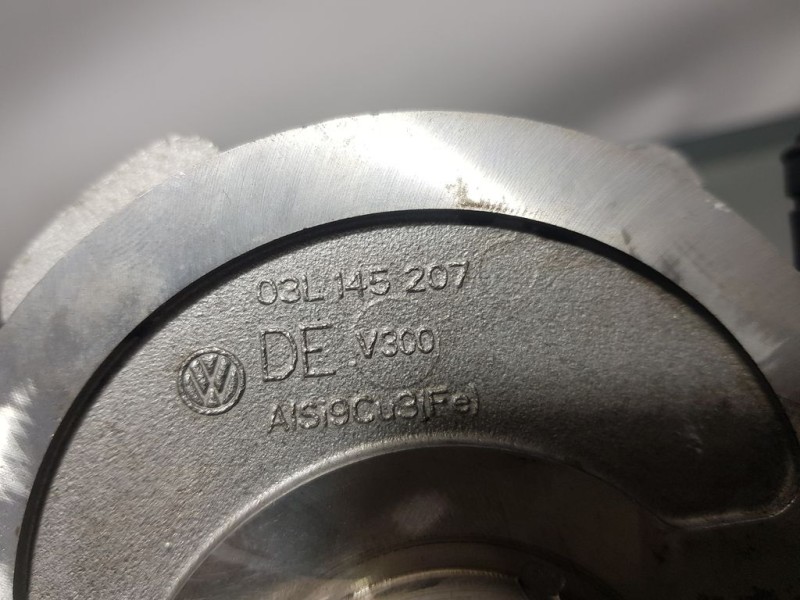 03L 145 207
DE V300
AlSi9Cu3(Fe)